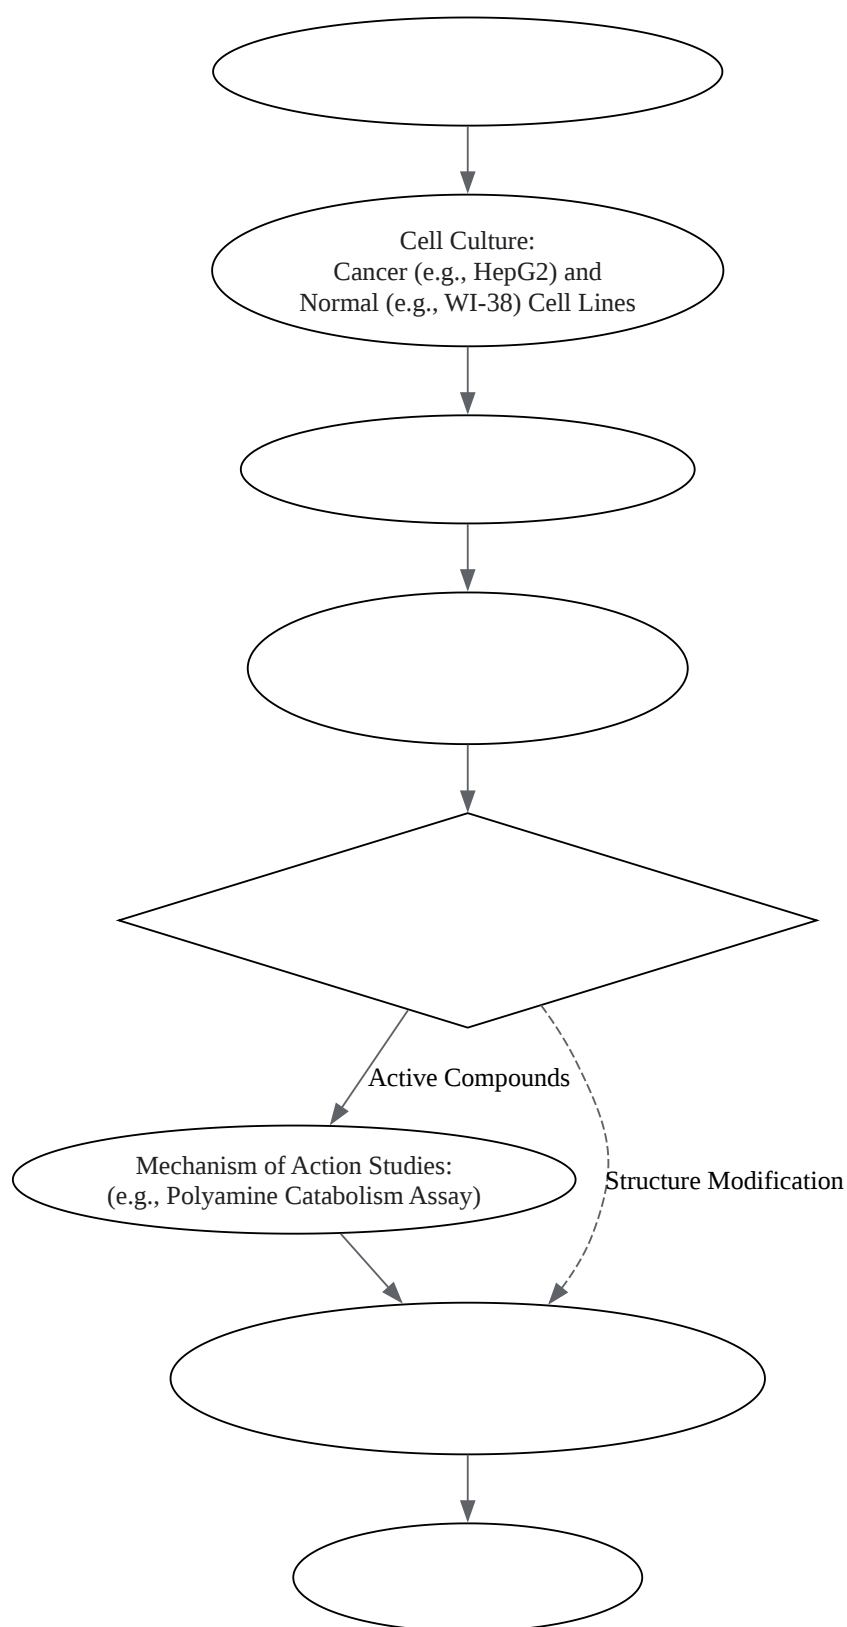 Cell Culture:
Cancer (e.g., HepG2) and
Normal (e.g., WI-38) Cell Lines
Active Compounds
Mechanism of Action Studies:
(e.g., Polyamine Catabolism Assay)
Structure Modification